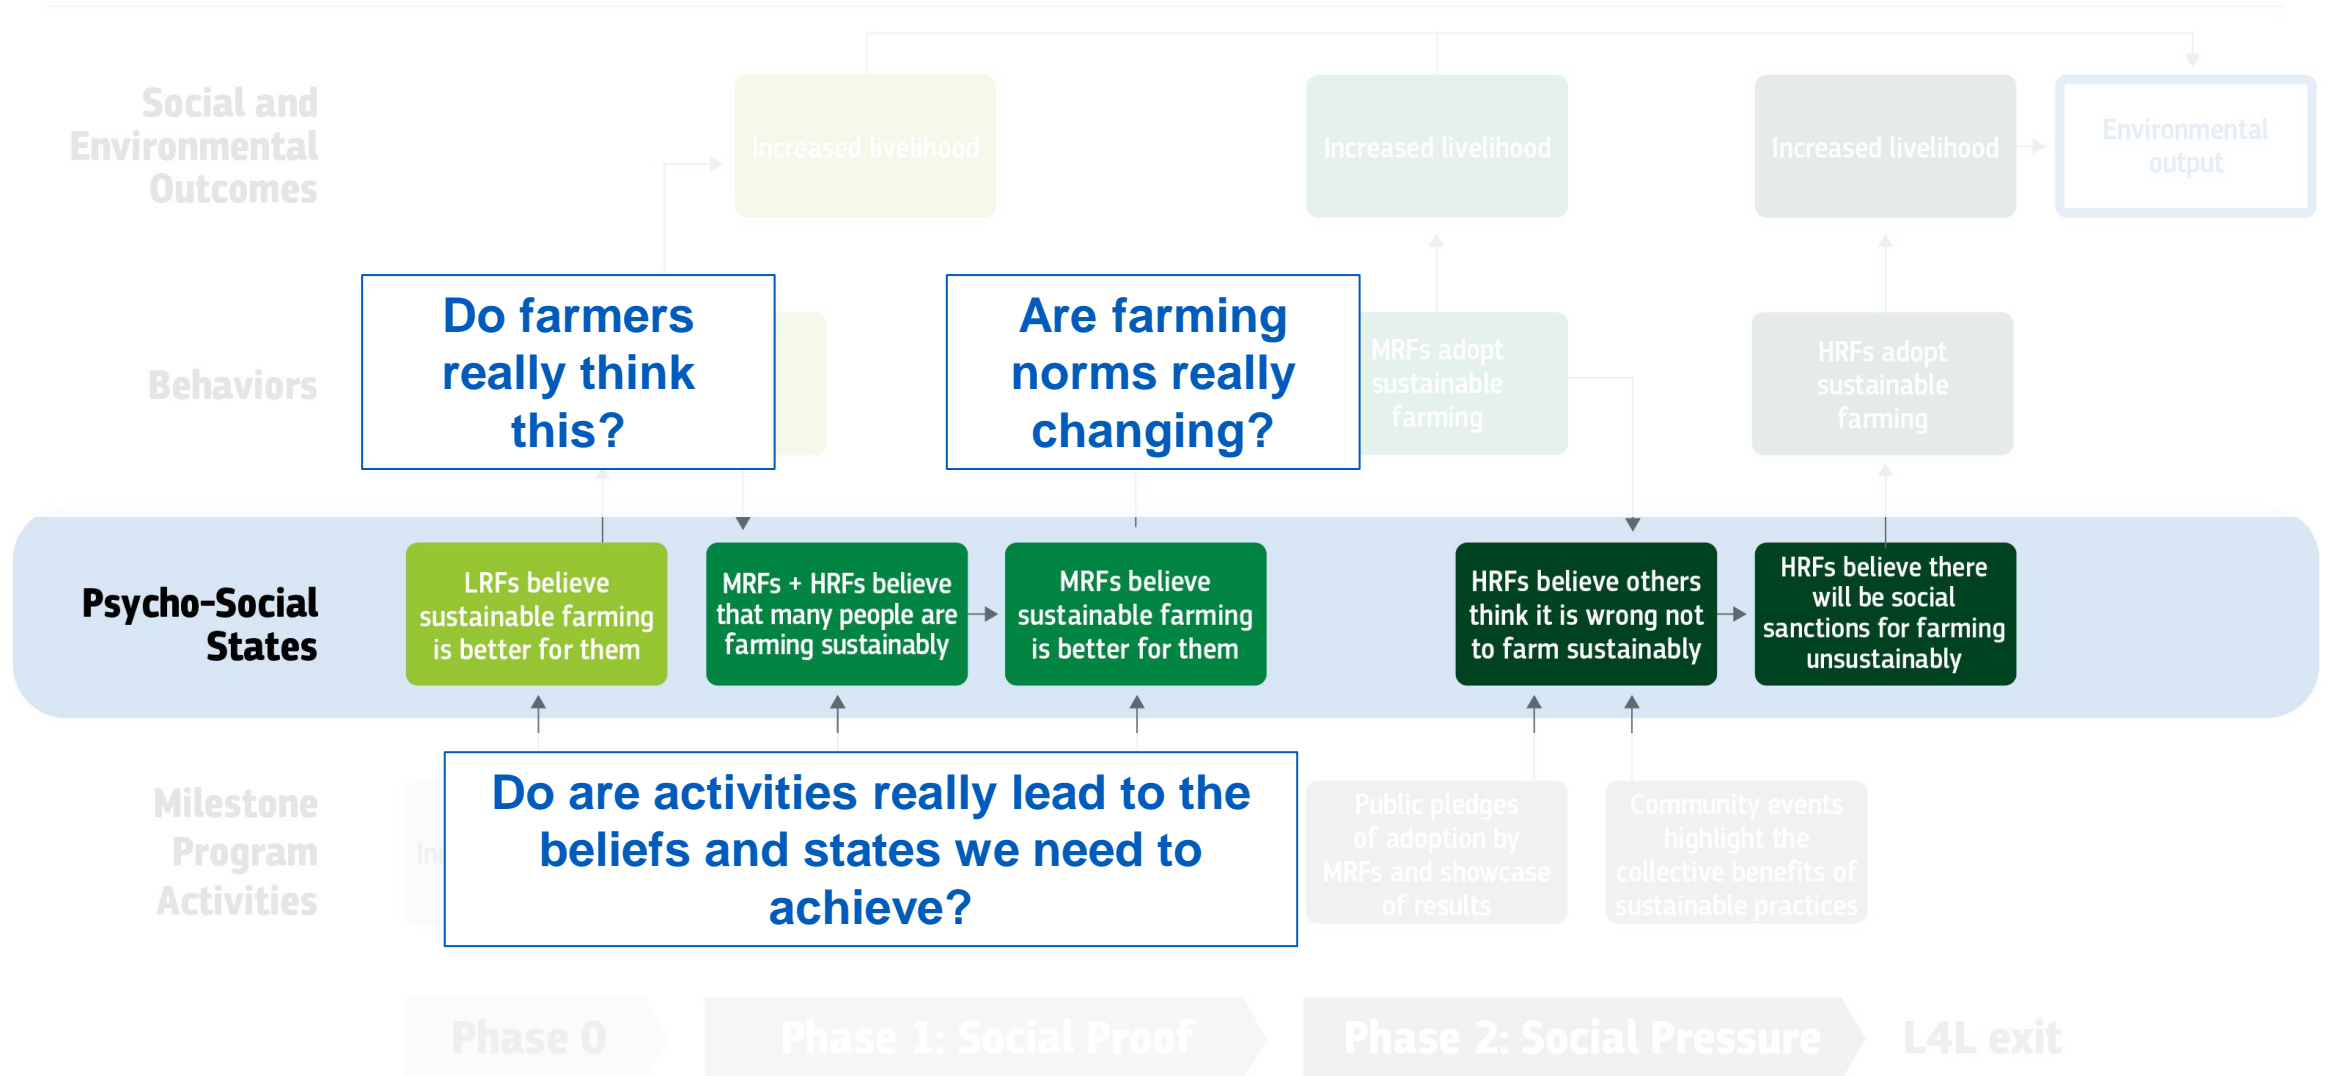 Social and
Environmental
Outcomes
Increased livelihood
Increased livelihood
Increased livelihood
Environmental
output
Behaviors
Do farmers
really think
this?
Are farming
norms really
changing?
MRFs adopt
sustainable
farming
HRFs adopt
sustainable
farming
Psycho-Social
States
LRFs believe
sustainable farming
is better for them
MRFs + HRFs believe
that many people are
farming sustainably
MRFs believe
sustainable farming
is better for them
HRFs believe others
think it is wrong not
to farm sustainably
HRFs believe there
will be social
sanctions for farming
unsustainably
Milestone
Program
Activities
Do are activities really lead to the
beliefs and states we need to
achieve?
Public pledges
of adoption by
MRFs and showcase
of results
Community events
highlight the
collective benefits of
sustainable practices
Phase 0
Phase 1: Social Proof
Phase 2: Social Pressure
L4L exit